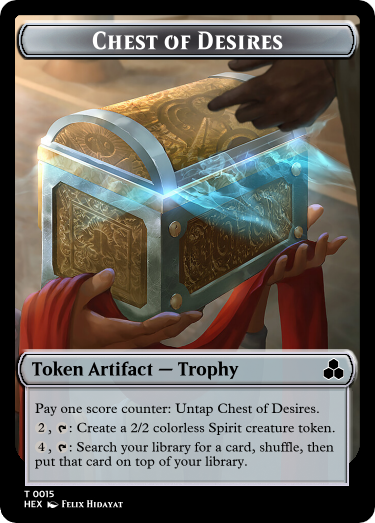 Chest of Desires
Token Artifact — Trophy
Pay one score counter: Untap Chest of Desires.
2, : Create a 2/2 colorless Spirit creature token.
4, : Search your library for a card, shuffle, then
put that card on top of your library.
T 0015
HEX Felix Hidayat